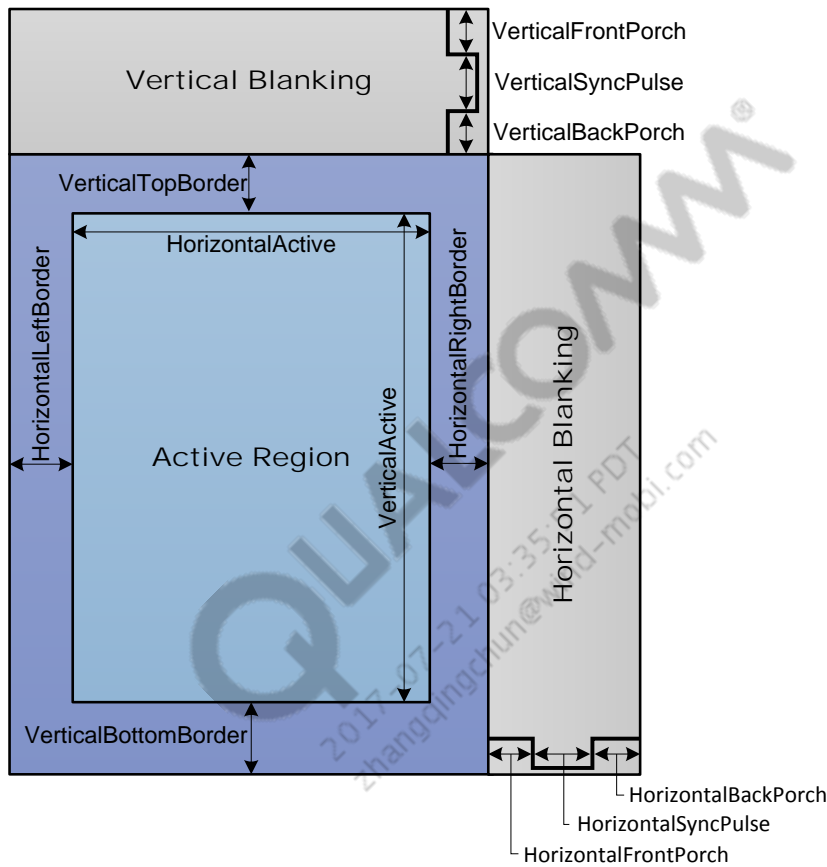 VerticalFrontPorch
Vertical Blanking
VerticalSyncPulse
VerticalBackPorch
VerticalTopBorder
HorizontalActive
HorizontalLeftBorder
HorizontalRightBorder
VerticalActive
Active Region
Horizontal Blanking
QUALCOMM®
2017-07-21 03:35:51 PDT
zhangqingchun@wind-mobi.com
VerticalBottomBorder
HorizontalBackPorch
HorizontalSyncPulse
HorizontalFrontPorch